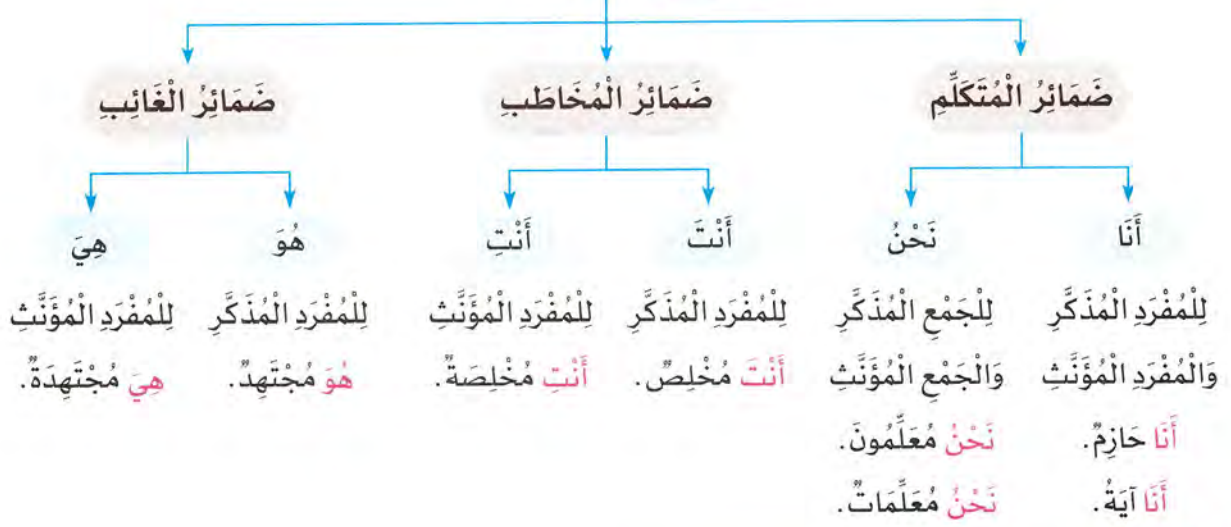 ضَمَائِرُ الْمُتَكَلِّمِ
ضَمَائِرُ الْمُخَاطَبِ
ضَمَائِرُ الْغَائِبِ
أَنَا
نَحْنُ
أَنْتَ
أَنْتِ
هُوَ
هِيَ
لِلْمُفْرَدِ الْمُذَكَّرِ
وَالْمُفْرَدِ الْمُؤَنَّثِ
أَنَا حَازِمٌ.
أَنَا آيَةُ.
لِلْجَمْعِ الْمُذَكَّرِ
وَالْجَمْعِ الْمُؤَنَّثِ
نَحْنُ مُعَلِّمُونَ.
نَحْنُ مُعَلِّمَاتٌ.
لِلْمُفْرَدِ الْمُذَكَّرِ
أَنْتَ مُخْلِصٌ.
لِلْمُفْرَدِ الْمُؤَنَّثِ
أَنْتِ مُخْلِصَةٌ.
لِلْمُفْرَدِ الْمُذَكَّرِ
هُوَ مُجْتَهِدٌ.
لِلْمُفْرَدِ الْمُؤَنَّثِ
هِيَ مُجْتَهِدَةٌ.